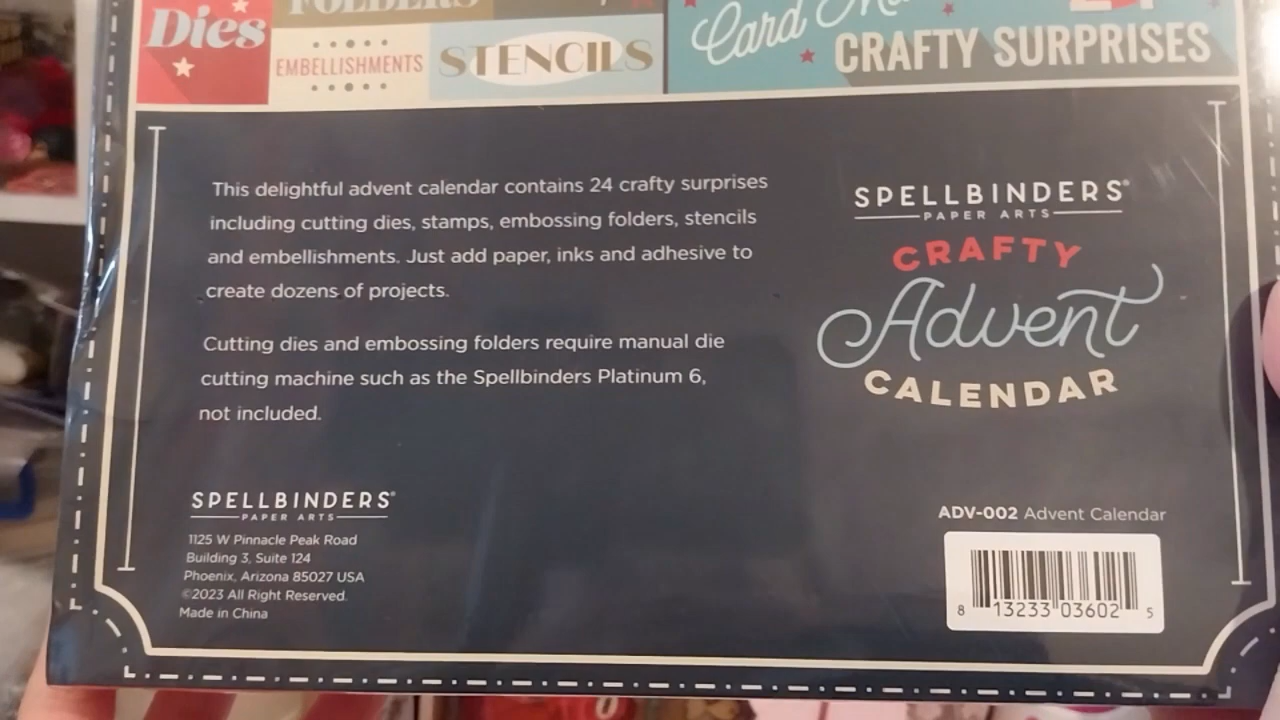 Dies
FOLDERS
EMBELLISHMENTS
STENCILS
Card
CRAFTY SURPRISES
This delightful advent calendar contains 24 crafty surprises
including cutting dies, stamps, embossing folders, stencils
and embellishments. Just add paper, inks and adhesive to
create dozens of projects.
Cutting dies and embossing folders require manual die
cutting machine such as the Spellbinders Platinum 6,
not included.
SPELLBINDERS®
PAPER ARTS
CRAFTY
Advent
CALENDAR
SPELLBINDERS®
PAPER ARTS
1125 W Pinnacle Peak Road
Building 3, Suite 124
Phoenix, Arizona 85027 USA
©2023 All Right Reserved.
Made in China
ADV-002 Advent Calendar
8 13233 03602 5